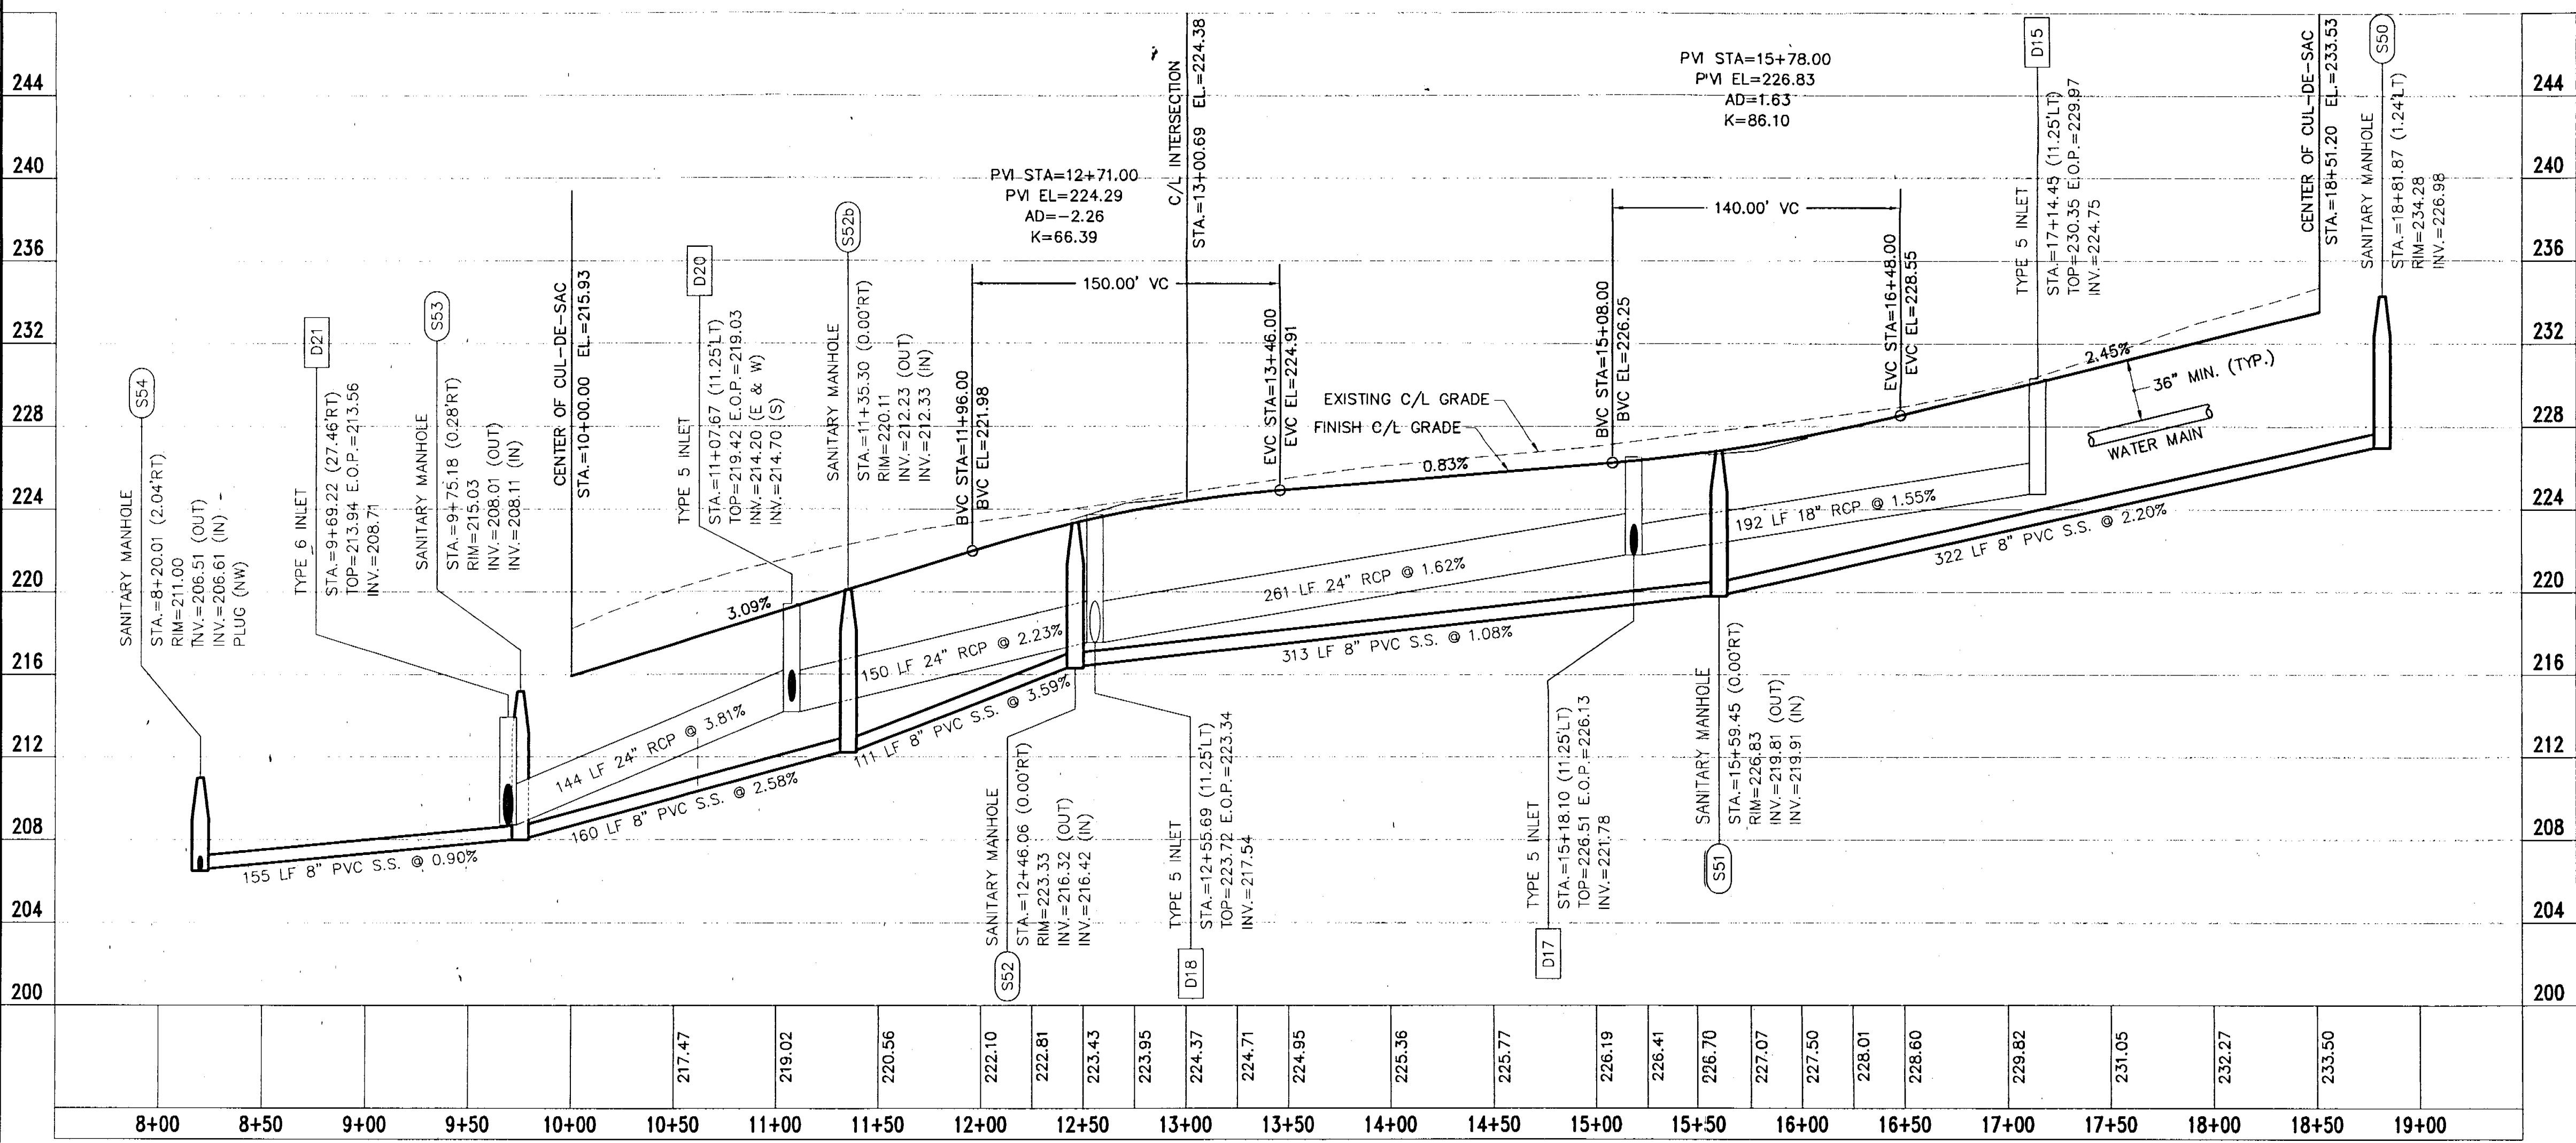 244
240
236
232
228
224
220
216
212
208
204
200
S54
SANITARY MANHOLE
STA.=8+20.01 (2.04'RT)
RIM=211.00
INV.=206.51 (OUT)
INV.=206.61 (IN)
PLUG (NW)
D21
TYPE 6 INLET
STA.=9+69.22 (27.46'RT)
TOP=213.94 E.O.P.=213.56
INV.=208.71
S53
SANITARY MANHOLE
STA.=9+75.18 (0.28'RT)
RIM=215.03
INV.=208.01 (OUT)
INV.=208.11 (IN)
CENTER OF CUL-DE-SAC
STA.=10+00.00 EL.=215.93
D20
TYPE 5 INLET
STA.=11+07.67 (11.25'LT)
TOP=219.42 E.O.P.=219.03
INV.=214.20 (E & W)
INV.=214.70 (S)
S52b
SANITARY MANHOLE
STA.=11+35.30 (0.00'RT)
RIM=220.11
INV.=212.23 (OUT)
INV.=212.33 (IN)
BVC STA=11+96.00
BVC EL=221.98
PVI STA=12+71.00
PVI EL=224.29
AD=-2.26
K=66.39
150.00' VC
C/L INTERSECTION
STA.=13+00.69 EL.=224.38
EVC STA=13+46.00
EVC EL=224.91
EXISTING C/L GRADE
FINISH C/L GRADE
0.83%
PVI STA=15+78.00
PVI EL=226.83
AD=1.63
K=86.10
140.00' VC
BVC STA=15+08.00
BVC EL=226.25
EVC STA=16+48.00
EVC EL=228.55
D15
TYPE 5 INLET
STA.=17+14.45 (11.25'LT)
TOP=230.35 E.O.P.=229.97
INV.=224.75
2.45%
36" MIN. (TYP.)
WATER MAIN
CENTER OF CUL-DE-SAC
STA.=18+51.20 EL.=233.53
S50
SANITARY MANHOLE
STA.=18+81.87 (1.24'LT)
RIM=234.28
INV.=226.98
3.09%
155 LF 8" PVC S.S. @ 0.90%
144 LF 24" RCP @ 3.81%
160 LF 8" PVC S.S. @ 2.58%
150 LF 24" RCP @ 2.23%
111 LF 8" PVC S.S. @ 3.59%
261 LF 24" RCP @ 1.62%
313 LF 8" PVC S.S. @ 1.08%
192 LF 18" RCP @ 1.55%
322 LF 8" PVC S.S. @ 2.20%
SANITARY MANHOLE
STA.=12+46.06 (0.00'RT)
RIM=223.33
INV.=216.32 (OUT)
INV.=216.42 (IN)
S52
TYPE 5 INLET
STA.=12+55.69 (11.25'LT)
TOP=223.72 E.O.P.=223.34
INV.=217.54
D18
TYPE 5 INLET
STA.=15+18.10 (11.25'LT)
TOP=226.51 E.O.P.=226.13
INV.=221.78
D17
SANITARY MANHOLE
STA.=15+59.45 (0.00'RT)
RIM=226.83
INV.=219.81 (OUT)
INV.=219.91 (IN)
S51
244
240
236
232
228
224
220
216
212
208
204
200
217.47
219.02
220.56
222.10
222.81
223.43
223.95
224.37
224.71
224.95
225.36
225.77
226.19
226.41
226.70
227.07
227.50
228.01
228.60
229.82
231.05
232.27
233.50
8+00 8+50 9+00 9+50 10+00 10+50 11+00 11+50 12+00 12+50 13+00 13+50 14+00 14+50 15+00 15+50 16+00 16+50 17+00 17+50 18+00 18+50 19+00